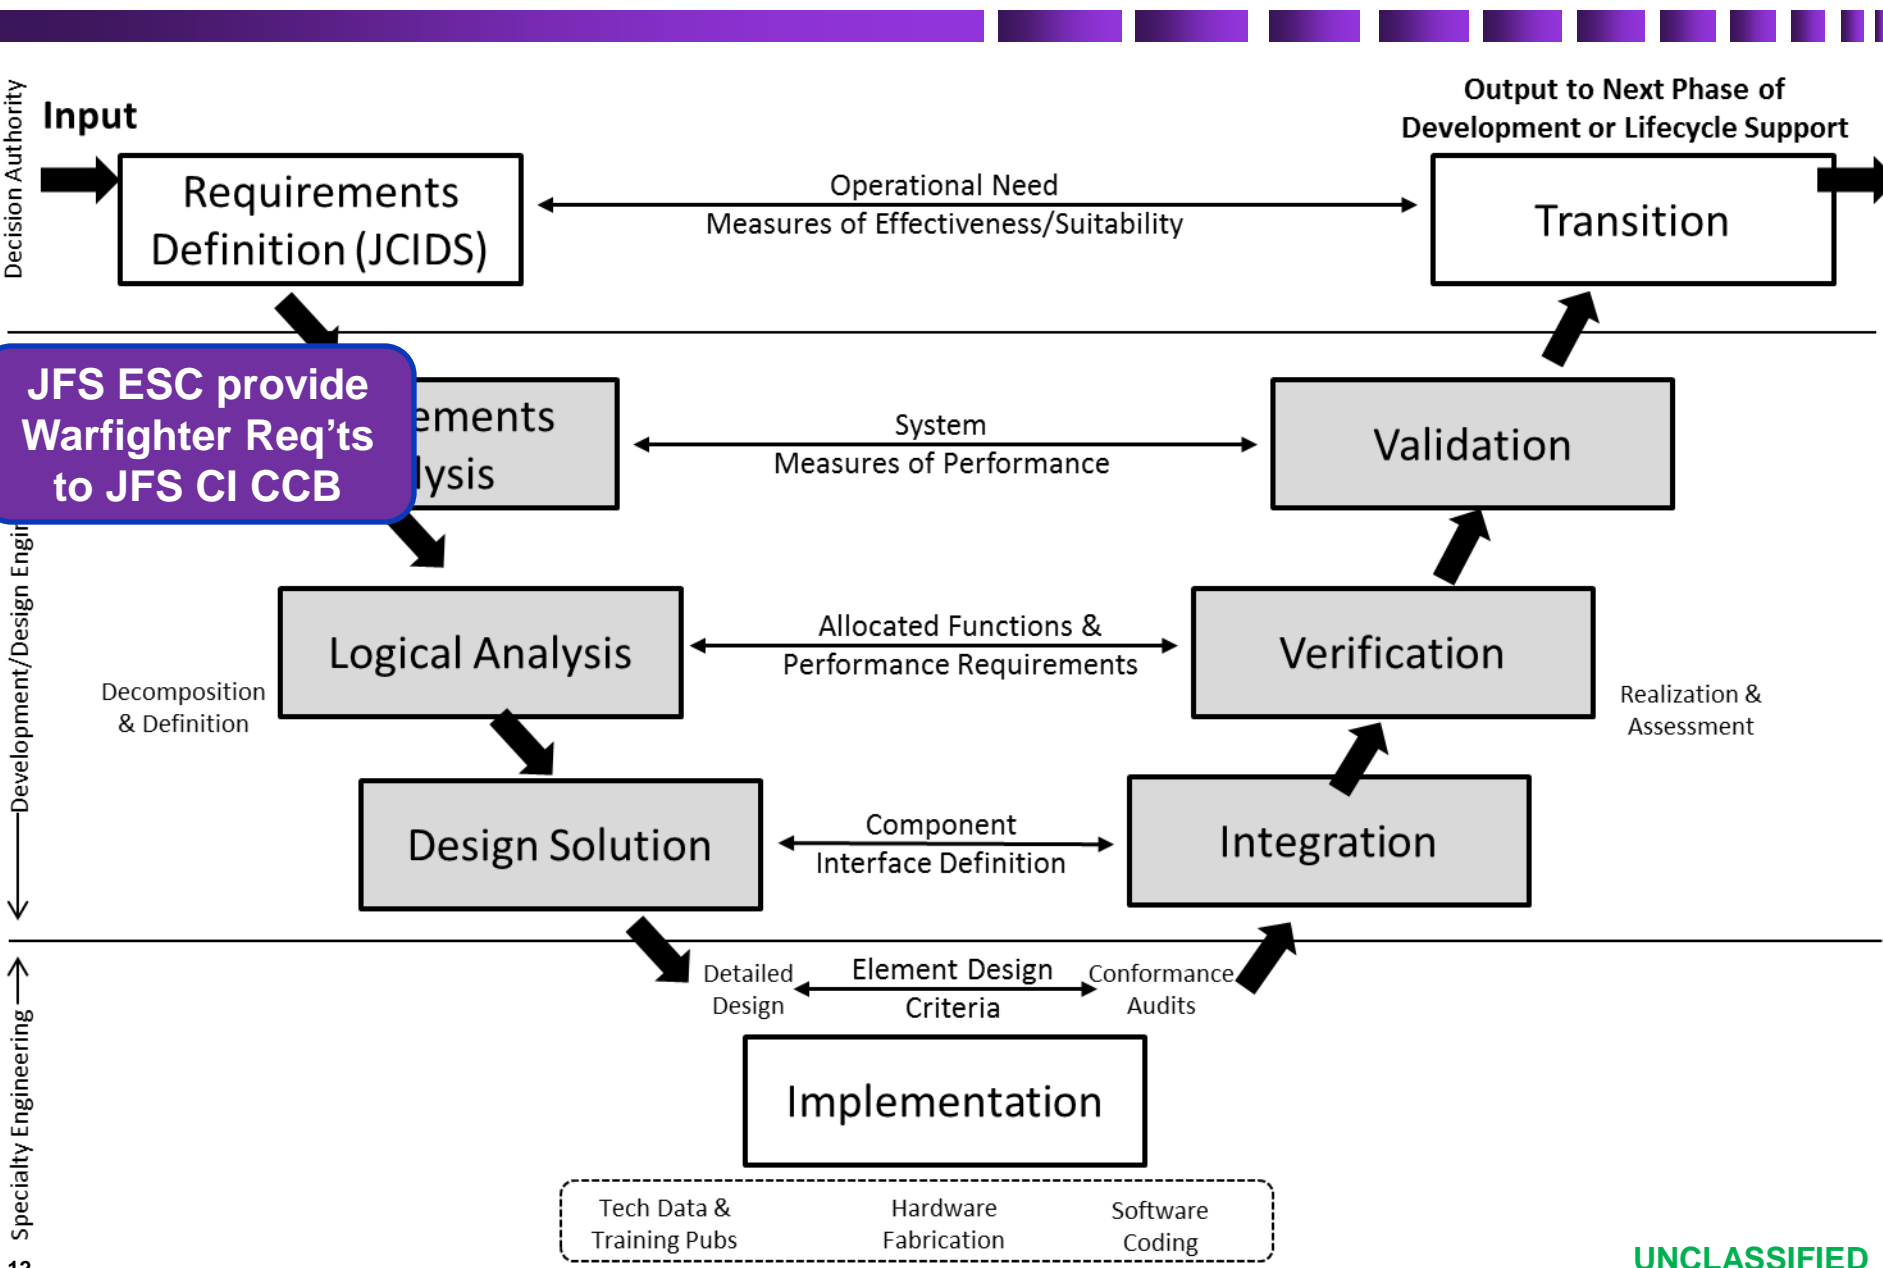 Decision Authority
Input
Output to Next Phase of
Development or Lifecycle Support
Requirements
Definition (JCIDS)
Operational Need
Measures of Effectiveness/Suitability
Transition
JFS ESC provide
Warfighter Req'ts
to JFS CI CCB
ements
lysis
System
Measures of Performance
Validation
Development/Design Engin
Logical Analysis
Allocated Functions &
Performance Requirements
Verification
Decomposition
& Definition
Realization &
Assessment
Design Solution
Component
Interface Definition
Integration
Specialty Engineering
Detailed
Design
Element Design
Criteria
Conformance
Audits
Implementation
Tech Data &
Training Pubs
Hardware
Fabrication
Software
Coding
UNCLASSIFIED